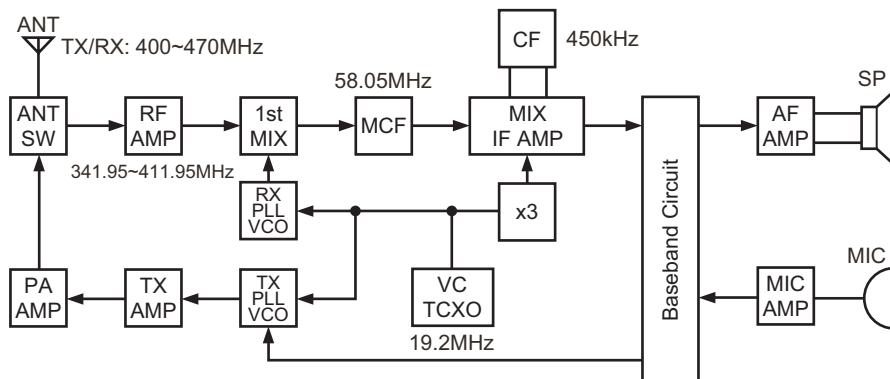 ANT
TX/RX: 400~470MHz
CF
450kHz
58.05MHz
SP
ANT
SW
RF
AMP
1st
MIX
MCF
MIX
IF AMP
AF
AMP
341.95~411.95MHz
RX
PLL
VCO
x3
Baseband Circuit
MIC
PA
AMP
TX
AMP
TX
PLL
VCO
VC
TCXO
MIC
AMP
19.2MHz